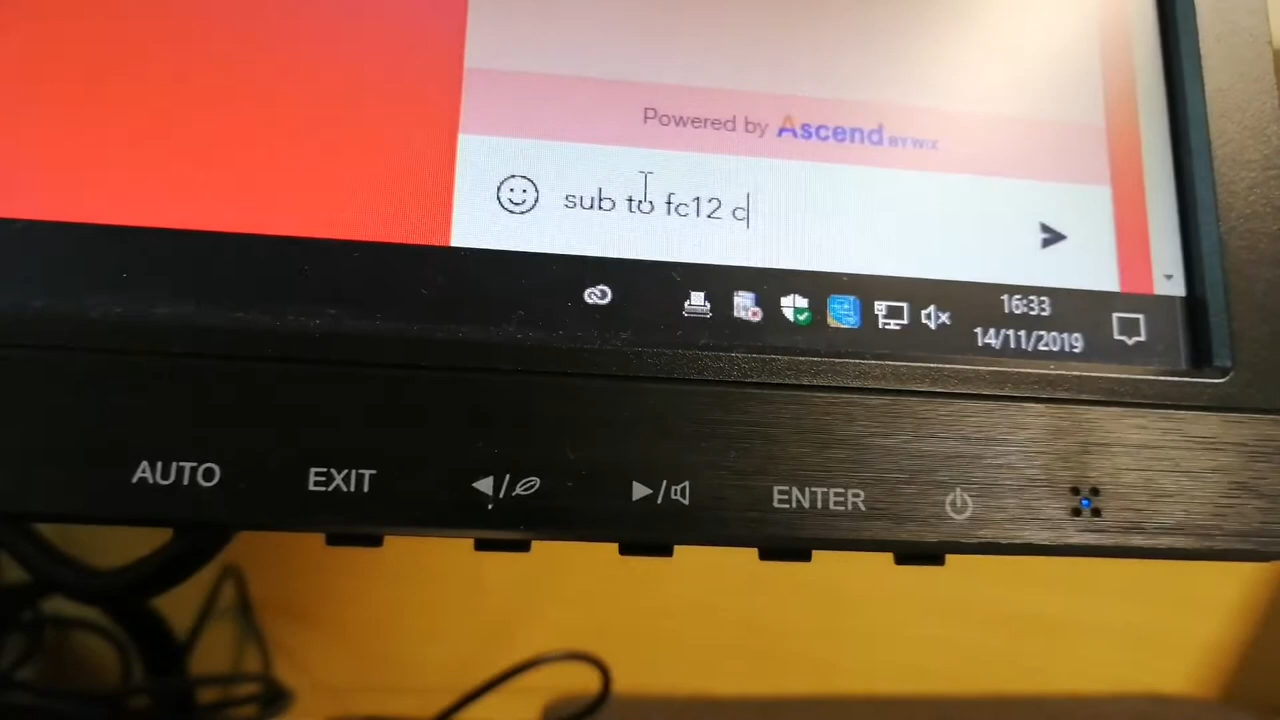 Powered by Ascend BY WIX
sub to fc12 c
16:33
14/11/2019
AUTO EXIT ENTER